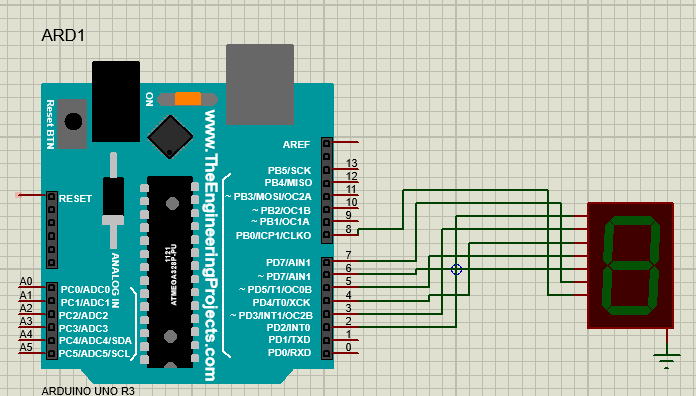 ARD1
ON
Reset BTN
www.TheEngineeringProjects.com
AREF
PB5/SCK 13
PB4/MISO 12
~ PB3/MOSI/OC2A 11
~ PB2/OC1B 10
~ PB1/OC1A 9
PB0/ICP1/CLKO 8
RESET
PD7/AIN1 7
~ PD7/AIN1 6
~ PD5/T1/OC0B 5
PD4/T0/XCK 4
~ PD3/INT1/OC2B 3
PD2/INT0 2
PD1/TXD 1
PD0/RXD 0
ANALOG IN
1121
ATMEGA328P-PU
A0 PC0/ADC0
A1 PC1/ADC1
A2 PC2/ADC2
A3 PC3/ADC3
A4 PC4/ADC4/SDA
A5 PC5/ADC5/SCL
ARDUINO UNO R3